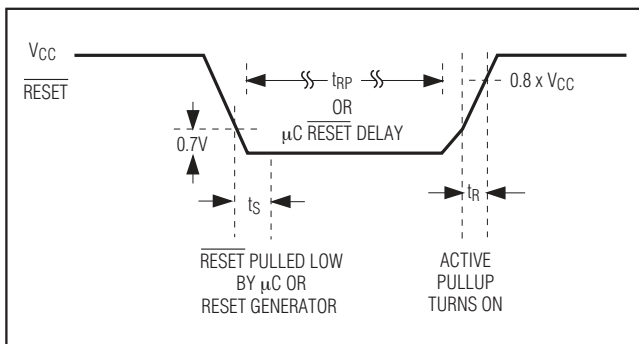 VCC
RESET
tRP
OR
μC RESET DELAY
0.8 x VCC
0.7V
tS
tR
RESET PULLED LOW
BY μC OR
RESET GENERATOR
ACTIVE
PULLUP
TURNS ON